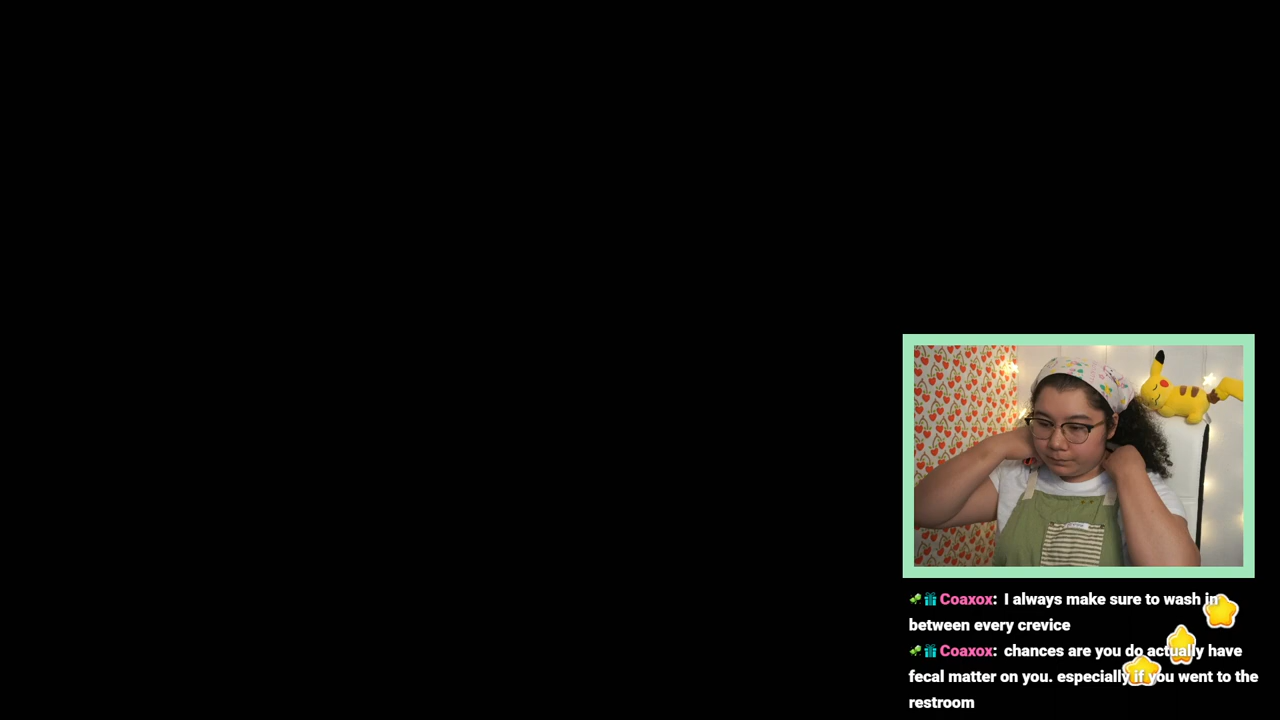 Coaxox: I always make sure to wash in
between every crevice
Coaxox: chances are you do actually have
fecal matter on you. especially if you went to the
restroom